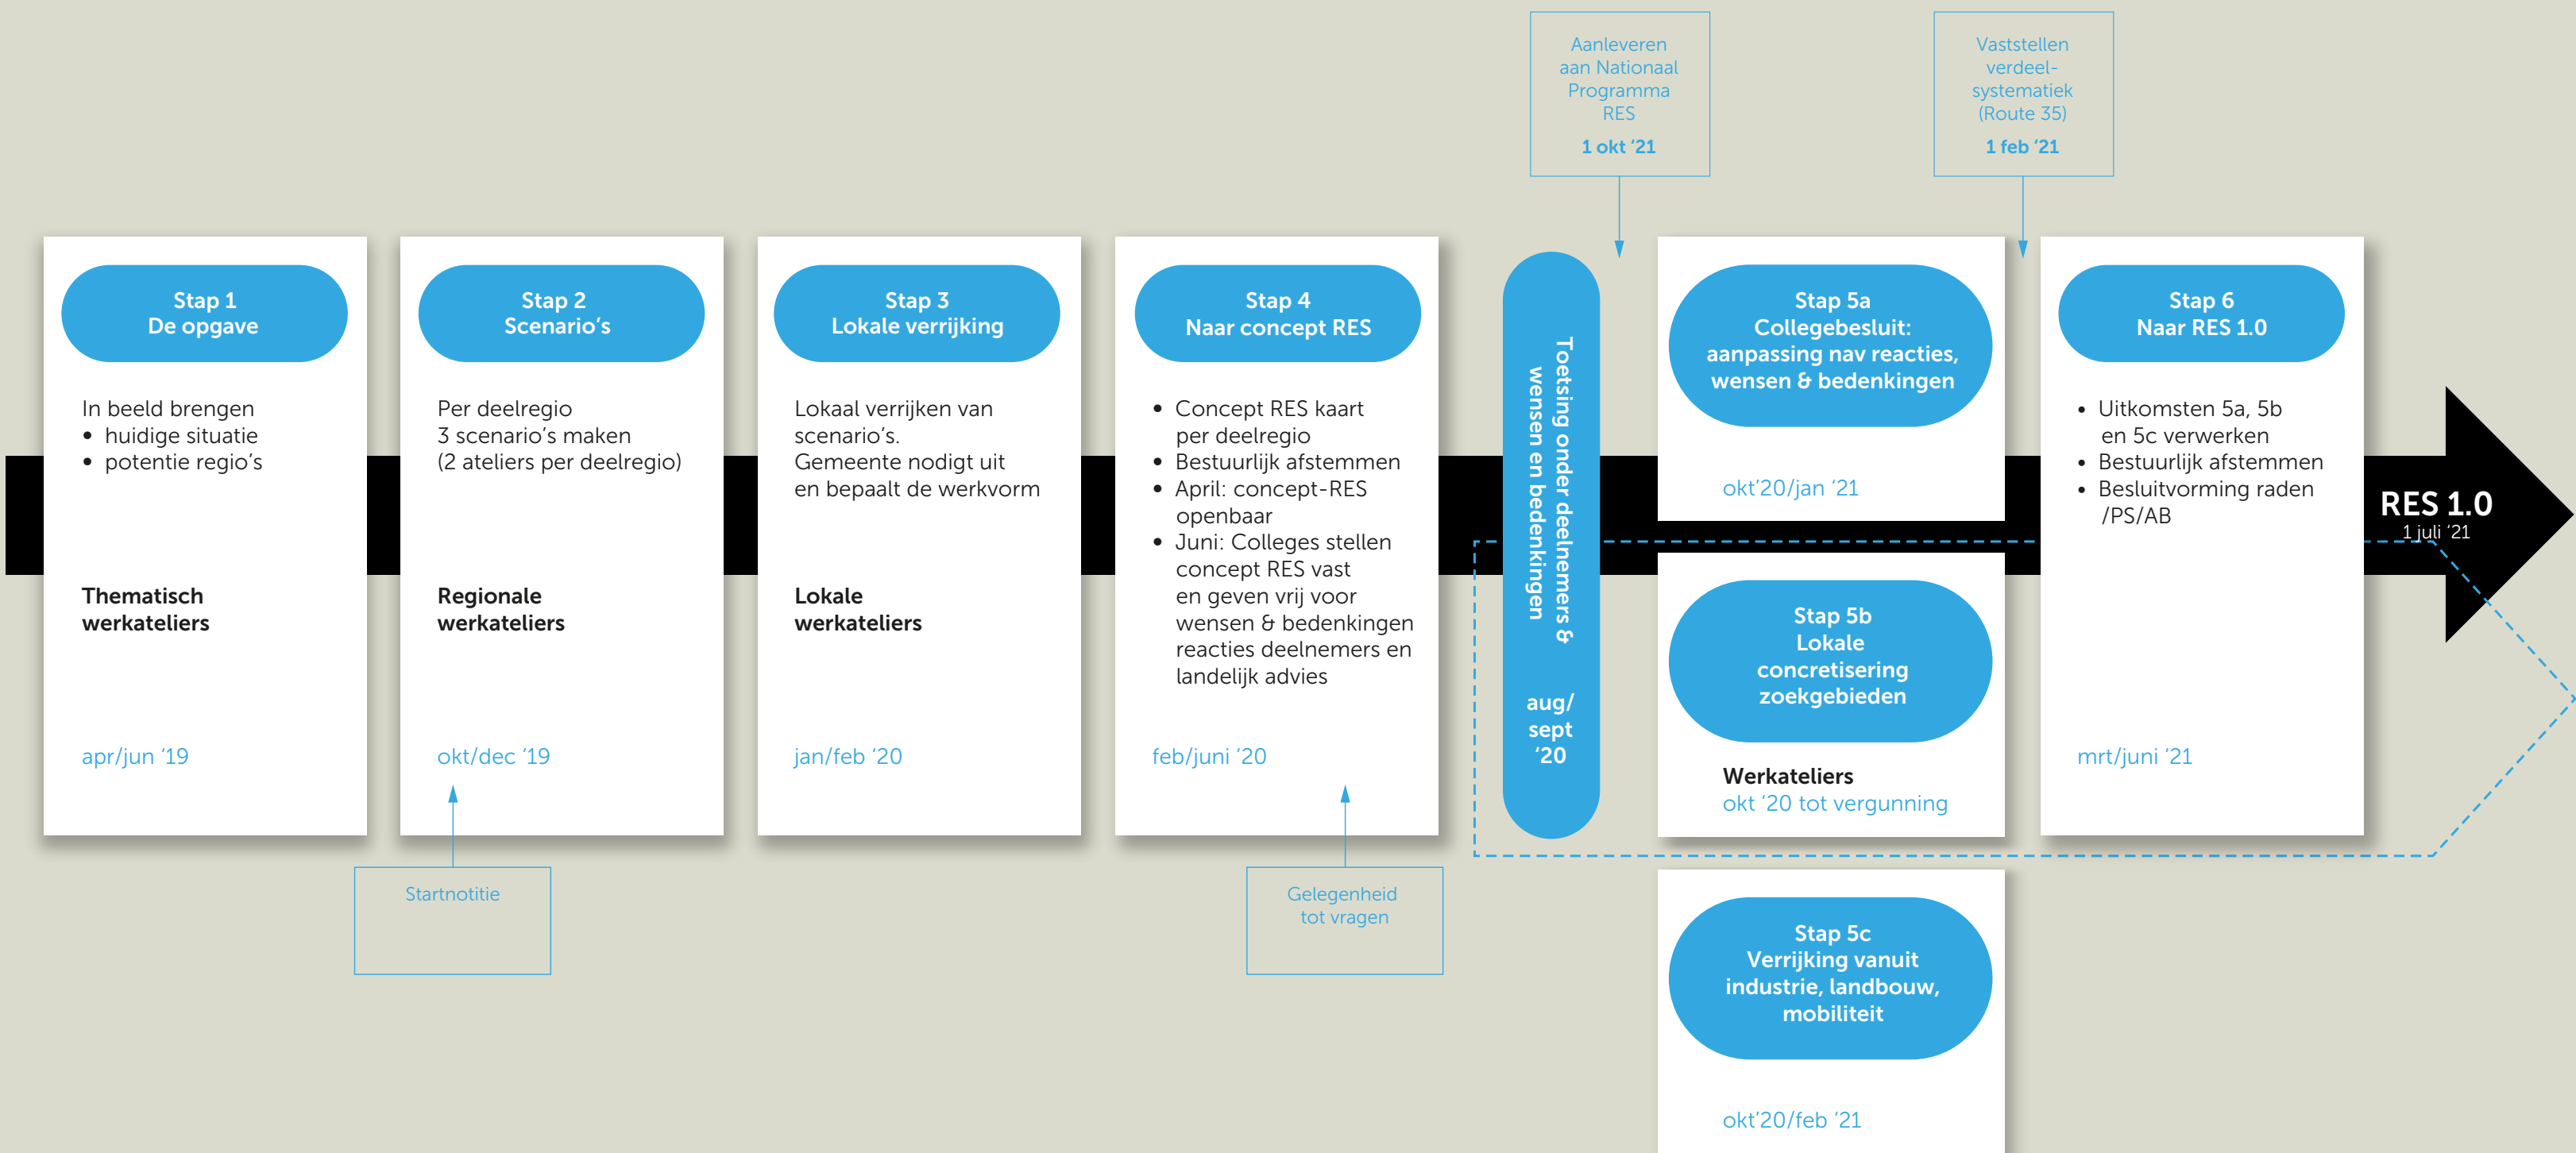 Aanleveren
aan Nationaal
Programma
RES
1 okt ‘21
Vaststellen
verdeel-
systematiek
(Route 35)
1 feb ‘21
Stap 1
De opgave
In beeld brengen
• huidige situatie
• potentie regio’s
Thematisch
werkateliers
apr/jun ‘19
Stap 2
Scenario’s
Per deelregio
3 scenario’s maken
(2 ateliers per deelregio)
Regionale
werkateliers
okt/dec ‘19
Startnotitie
Stap 3
Lokale verrijking
Lokaal verrijken van
scenario’s.
Gemeente nodigt uit
en bepaalt de werkvorm
Lokale
werkateliers
jan/feb ‘20
Stap 4
Naar concept RES
• Concept RES kaart
per deelregio
• Bestuurlijk afstemmen
• April: concept-RES
openbaar
• Juni: Colleges stellen
concept RES vast
en geven vrij voor
wensen & bedenkingen
reacties deelnemers en
landelijk advies
feb/juni ‘20
Gelegenheid
tot vragen
Toetsing onder deelnemers &
wensen en bedenkingen
aug/
sept
‘20
Stap 5a
Collegebesluit:
aanpassing nav reacties,
wensen & bedenkingen
okt‘20/jan ‘21
Stap 5b
Lokale
concretisering
zoekgebieden
Werkateliers
okt ‘20 tot vergunning
Stap 5c
Verrijking vanuit
industrie, landbouw,
mobiliteit
okt‘20/feb ‘21
Stap 6
Naar RES 1.0
• Uitkomsten 5a, 5b
en 5c verwerken
• Bestuurlijk afstemmen
• Besluitvorming raden
/PS/AB
mrt/juni ‘21
RES 1.0
1 juli ‘21